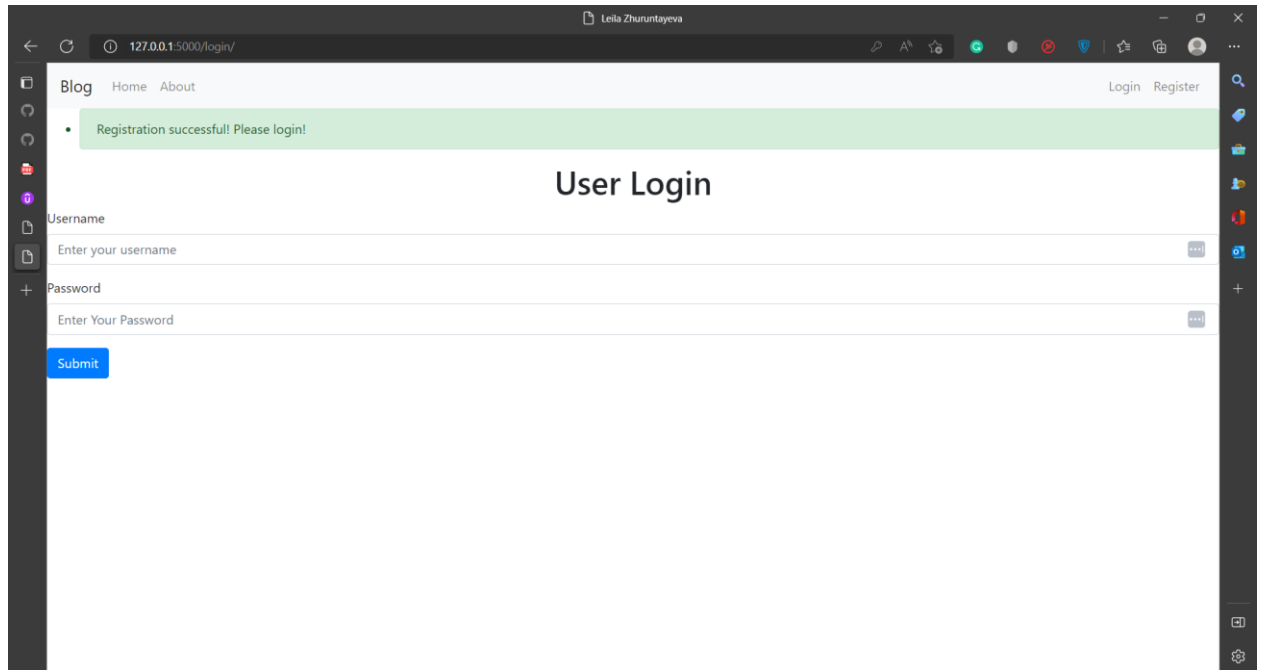 Leila Zhuruntayeva
127.0.0.1:5000/login/
Blog Home About Login Register
Registration successful! Please login!
User Login
Username
Enter your username
Password
Enter Your Password
Submit